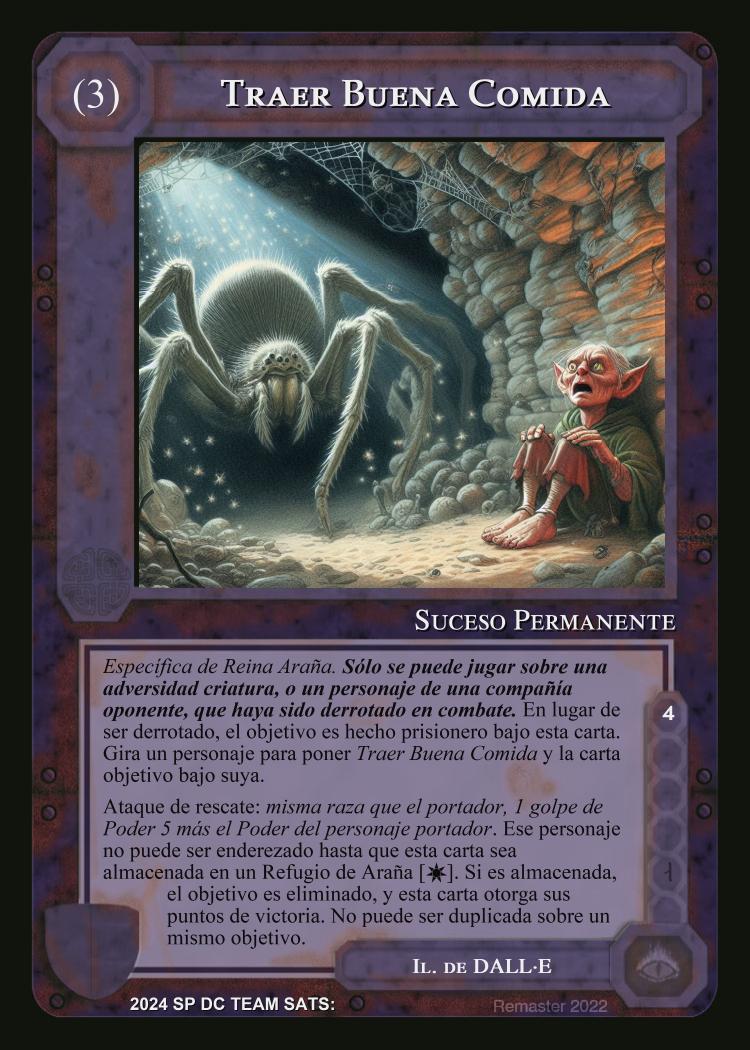 (3)
Traer Buena Comida
Suceso Permanente
Específica de Reina Araña. Sólo se puede jugar sobre una
adversidad criatura, o un personaje de una compañía
oponente, que haya sido derrotado en combate. En lugar de
ser derrotado, el objetivo es hecho prisionero bajo esta carta.
Gira un personaje para poner Traer Buena Comida y la carta
objetivo bajo suya.
4
Ataque de rescate: misma raza que el portador, 1 golpe de
Poder 5 más el Poder del personaje portador. Ese personaje
no puede ser enderezado hasta que esta carta sea
almacenada en un Refugio de Araña [✷]. Si es almacenada,
el objetivo es eliminado, y esta carta otorga sus
puntos de victoria. No puede ser duplicada sobre un
mismo objetivo.
Il. de DALL·E
2024 SP DC TEAM SATS:
Remaster 2022